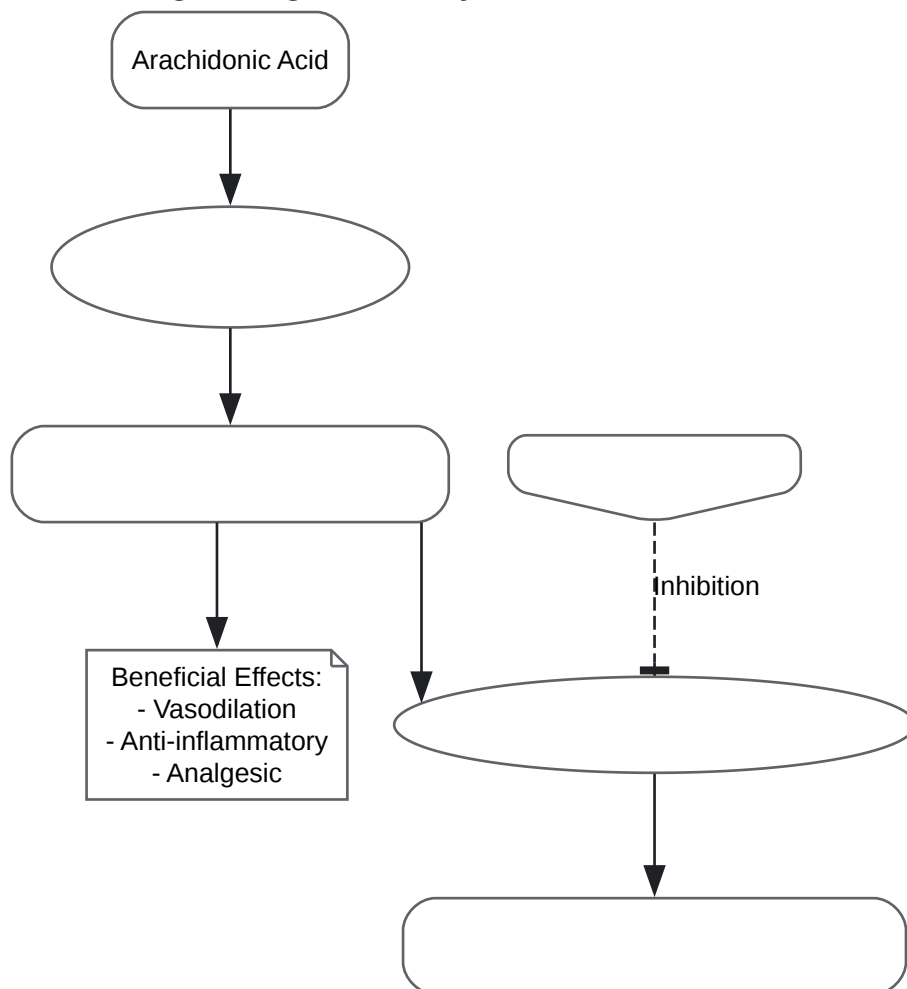 Arachidonic Acid
Inhibition
Beneficial Effects:
- Vasodilation
- Anti-inflammatory
- Analgesic